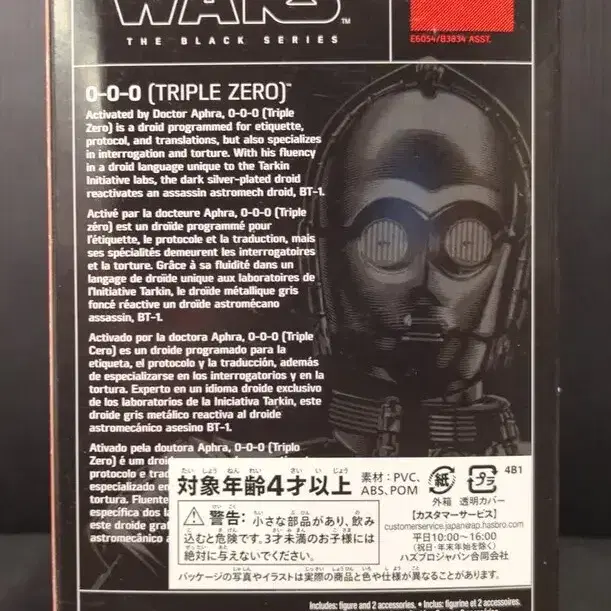 WARS™
THE BLACK SERIES
E6054/B3834 ASST.
0-0-0 (TRIPLE ZERO)™
Activated by Doctor Aphra, 0-0-0 (Triple
Zero) is a droid programmed for etiquette,
protocol, and translations, but also specializes
in interrogation and torture. With his fluency
in a droid language unique to the Tarkin
Initiative labs, the dark silver-plated droid
reactivates an assassin astromech droid, BT-1.
Activé par la docteure Aphra, 0-0-0 (Triple
zéro) est un droïde programmé pour
l'étiquette, le protocole et la traduction, mais
ses spécialités demeurent les interrogatoires
et la torture. Grâce à sa fluidité dans un
langage de droïde unique aux laboratoires de
l'Initiative Tarkin, le droïde métallique gris
foncé réactive un droïde astromécano
assassin, BT-1.
Activado por la doctora Aphra, 0-0-0 (Triple
Cero) es un droide programado para la
etiqueta, el protocolo y la traducción, además
de especializarse en los interrogatorios y en la
tortura. Experto en un idioma droide exclusivo
de los laboratorios de la Iniciativa Tarkin, este
droide gris metálico reactiva al droide
astromecánico asesino BT-1.
Ativado pela doutora Aphra, 0-0-0 (Triplo
Zero) é um droid
protocolo e trad
especializado en
tortura. Fluente
específica dos la
este droide graf
astromecânico a
対象年齢4才以上
素材：PVC,
ABS、POM
紙
外箱
プラ
透明カバー
4B1
⚠警告：小さな部品があり、飲み
込むと危険です。3才未満のお子様には
絶対に与えないでください。
【カスタマーサービス】
customerservice.japan@ap.hasbro.com
平日10:00～16:00
（祝日・年末年始を除く）
ハズブロジャパン合同会社
パッケージの写真やイラストは実際の商品と色や仕様が異なることがあります。
Includes: figure and 2 accessories. • Inclus: figurine et 2 accessoires.